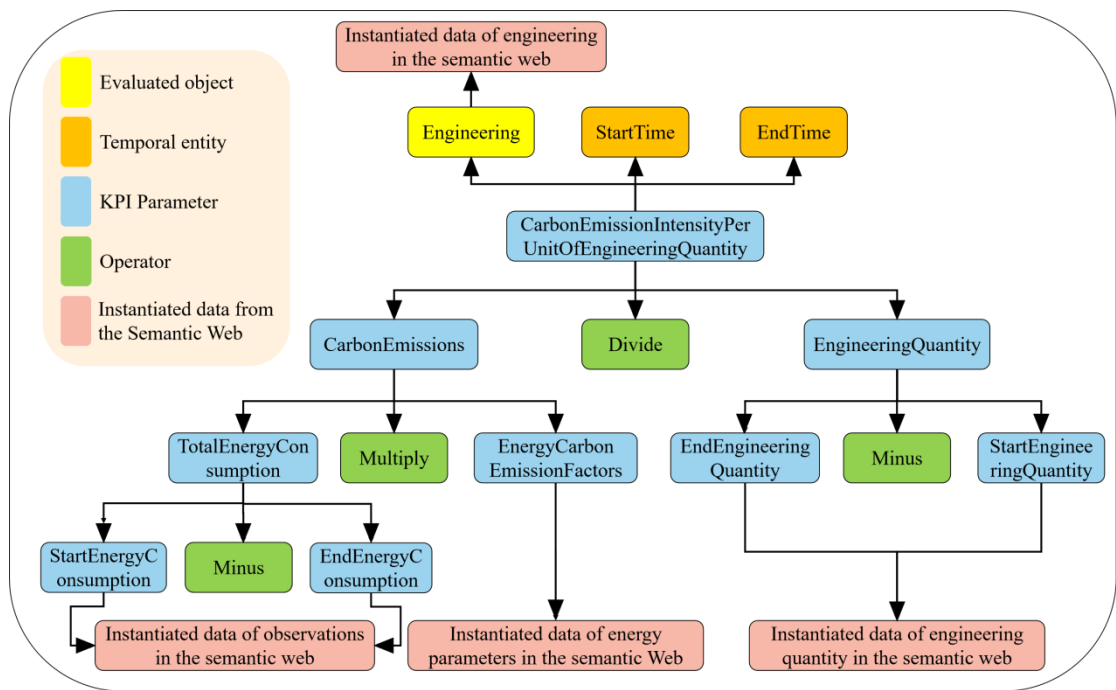 Instantiated data of engineering
in the semantic web
Evaluated object
Temporal entity
KPI Parameter
Operator
Instantiated data from
the Semantic Web
Engineering
StartTime
EndTime
CarbonEmissionIntensityPer
UnitOfEngineeringQuantity
CarbonEmissions
Divide
EngineeringQuantity
TotalEnergyCon
sumption
Multiply
EnergyCarbon
EmissionFactors
EndEngineering
Quantity
Minus
StartEnginee
ringQuantity
StartEnergyC
onsumption
Minus
EndEnergyC
onsumption
Instantiated data of observations
in the semantic web
Instantiated data of energy
parameters in the semantic Web
Instantiated data of engineering
quantity in the semantic web